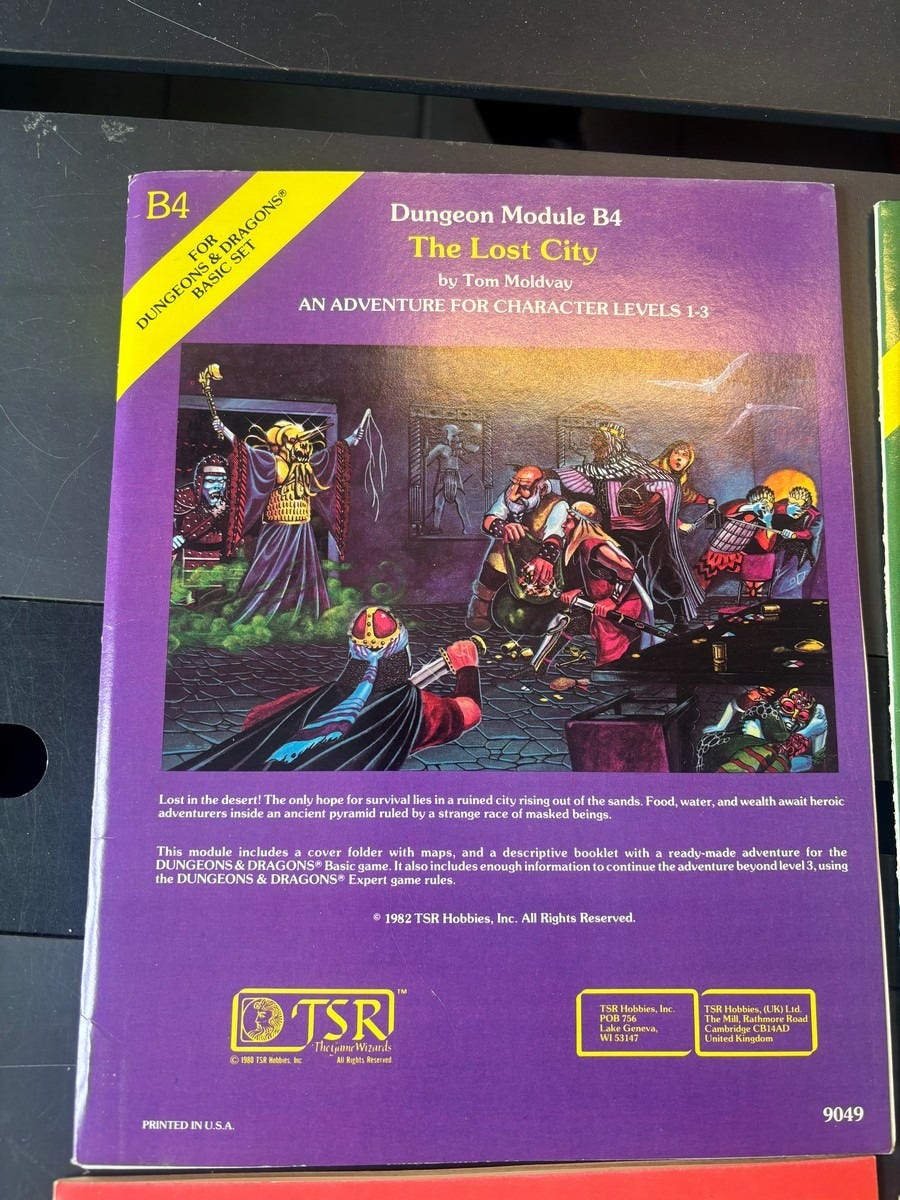 B4
FOR
DUNGEONS & DRAGONS®
BASIC SET
Dungeon Module B4
The Lost City
by Tom Moldvay
AN ADVENTURE FOR CHARACTER LEVELS 1-3
Lost in the desert! The only hope for survival lies in a ruined city rising out of the sands. Food, water, and wealth await heroic
adventurers inside an ancient pyramid ruled by a strange race of masked beings.
This module includes a cover folder with maps, and a descriptive booklet with a ready-made adventure for the
DUNGEONS & DRAGONS® Basic game. It also includes enough information to continue the adventure beyond level 3, using
the DUNGEONS & DRAGONS® Expert game rules.
© 1982 TSR Hobbies, Inc. All Rights Reserved.
TSR™
The Game Wizards
© 1980 TSR Hobbies, Inc. All Rights Reserved
TSR Hobbies, Inc.
POB 756
Lake Geneva,
WI 53147
TSR Hobbies, (UK) Ltd.
The Mill, Rathmore Road
Cambridge CB14AD
United Kingdom
PRINTED IN U.S.A.
9049